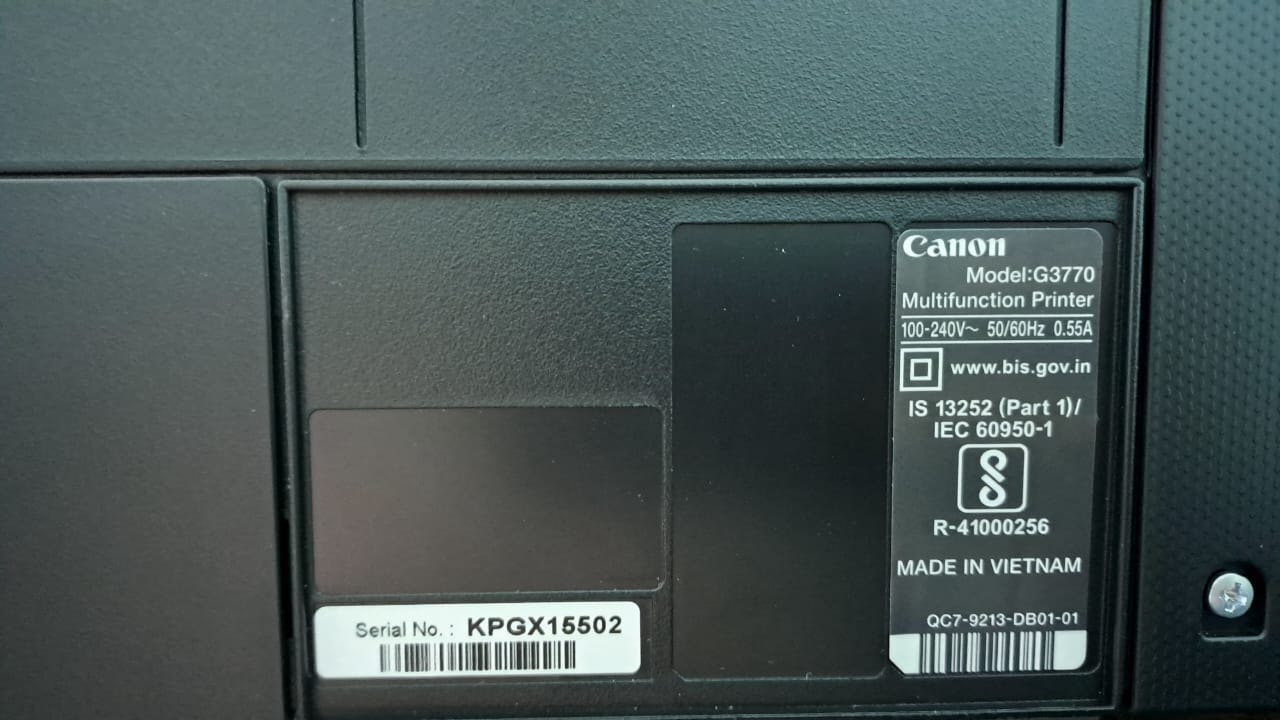 Canon
Model:G3770
Multifunction Printer
100-240V~ 50/60Hz 0.55A
www.bis.gov.in
IS 13252 (Part 1)/
IEC 60950-1
R-41000256
MADE IN VIETNAM
QC7-9213-DB01-01
Serial No. : KPGX15502